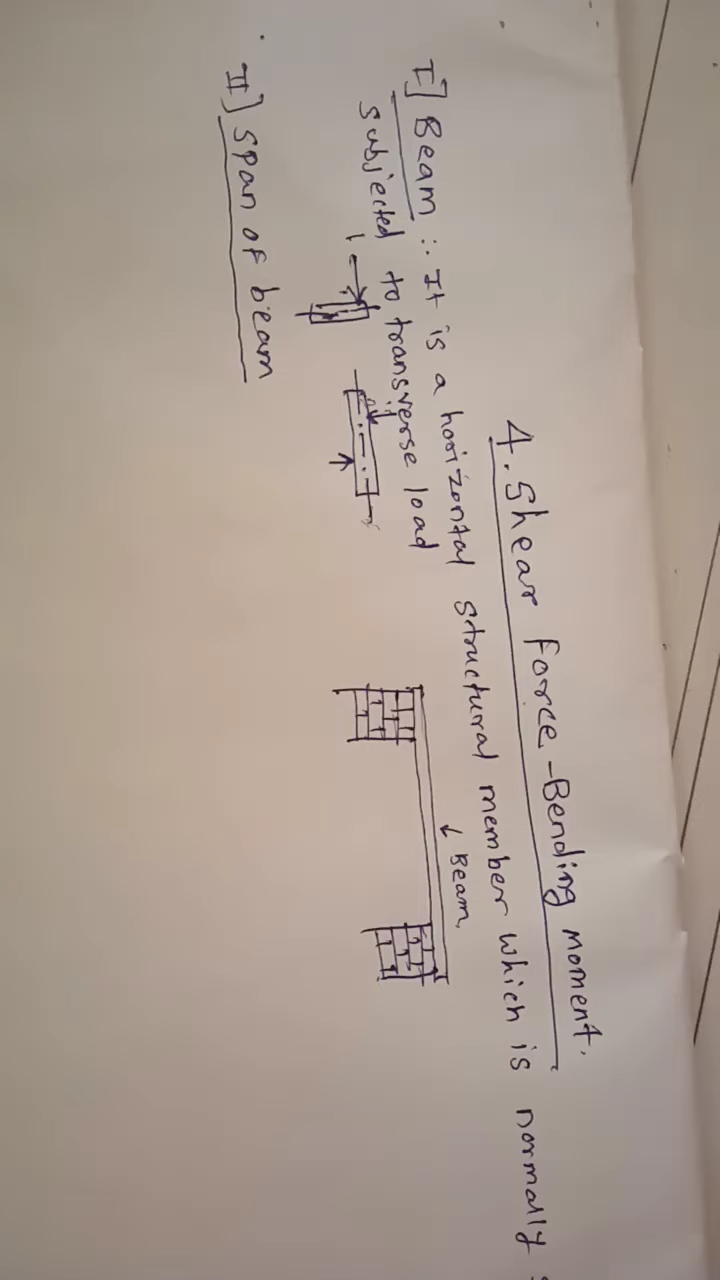 4. Shear Force - Bending moment.
I] Beam :- It is a horizontal structural member which is normally
subjected to transverse load
Beam
II] span of beam